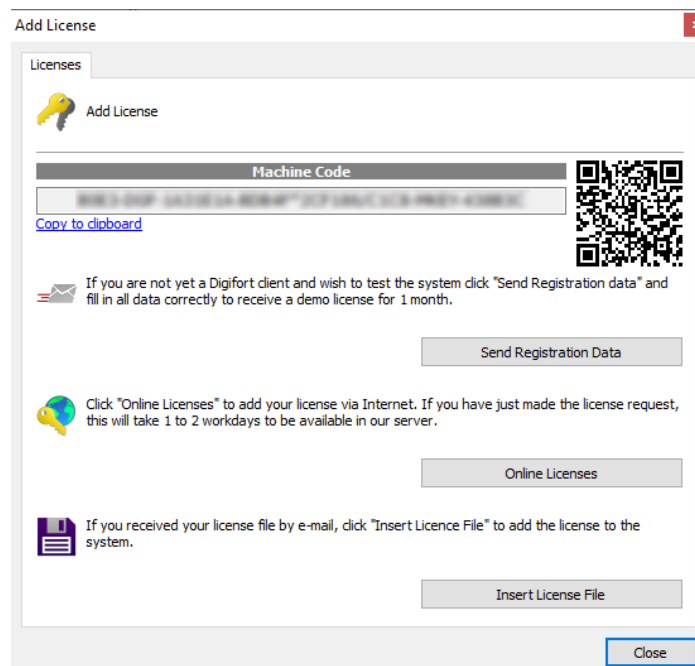 Add License
Licenses
Add License
Machine Code
Copy to clipboard
If you are not yet a Digifort client and wish to test the system click "Send Registration data" and
fill in all data correctly to receive a demo license for 1 month.
Send Registration Data
Click "Online Licenses" to add your license via Internet. If you have just made the license request,
this will take 1 to 2 workdays to be available in our server.
Online Licenses
If you received your license file by e-mail, click "Insert Licence File" to add the license to the
system.
Insert License File
Close